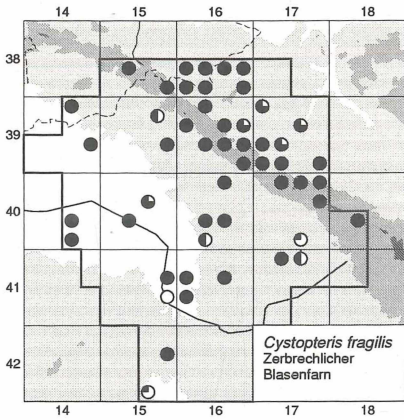 14 15 16 17 18
38
39
40
41
42
Cystopteris fragilis
Zerbrechlicher
Blasenfarn
14 15 16 17 18